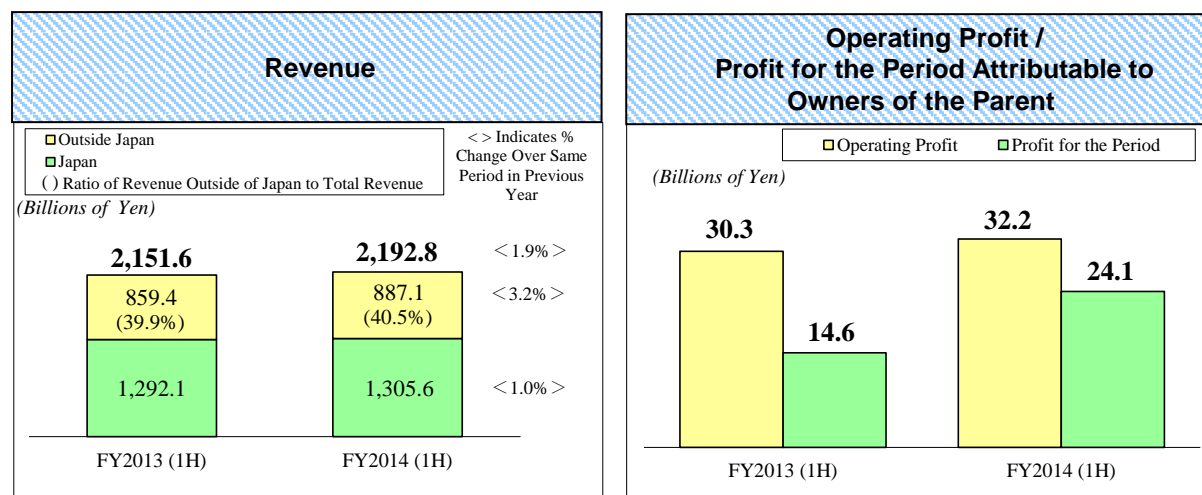 Revenue
Outside Japan
Japan
( ) Ratio of Revenue Outside of Japan to Total Revenue
< > Indicates %
Change Over Same
Period in Previous
Year
(Billions of Yen)
2,151.6
2,192.8
<1.9%>
859.4
(39.9%)
887.1
(40.5%)
<3.2%>
1,292.1
1,305.6
<1.0%>
FY2013 (1H)
FY2014 (1H)
Operating Profit /
Profit for the Period Attributable to
Owners of the Parent
Operating Profit
Profit for the Period
(Billions of Yen)
30.3
14.6
32.2
24.1
FY2013 (1H)
FY2014 (1H)